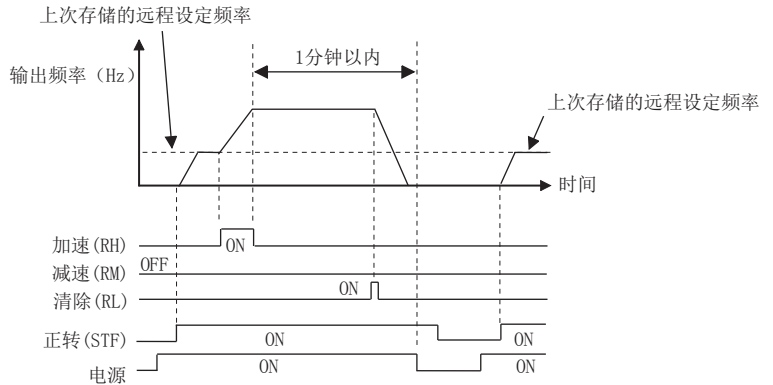 上次存储的远程设定频率
1分钟以内
输出频率（Hz）
上次存储的远程设定频率
时间
加速(RH)
ON
减速(RM)
OFF
清除(RL)
ON
正转(STF)
ON
ON
电源
ON
ON